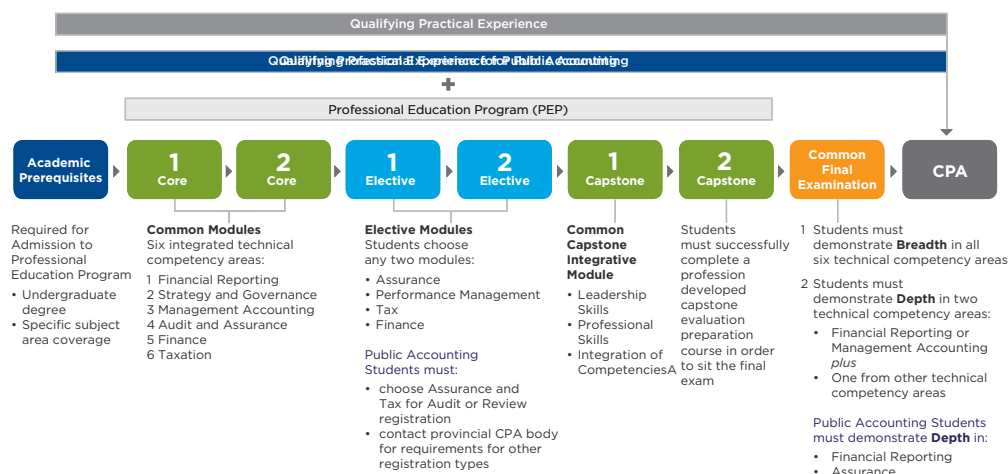 Qualifying Practical Experience
Qualifying Practical Experience for Public Accounting
+
Professional Education Program (PEP)
Academic
Prerequisites
1
Core
2
Core
1
Elective
2
Elective
1
Capstone
2
Capstone
Common
Final
Examination
CPA
Required for
Admission to
Professional
Education Program
• Undergraduate
degree
• Specific subject
area coverage
Common Modules
Six integrated technical
competency areas:
1 Financial Reporting
2 Strategy and Governance
3 Management Accounting
4 Audit and Assurance
5 Finance
6 Taxation
Elective Modules
Students choose
any two modules:
• Assurance
• Performance Management
• Tax
• Finance
Public Accounting
Students must:
• choose Assurance and
Tax for Audit or Review
registration
• contact provincial CPA body
for requirements for other
registration types
Common
Capstone
Integrative
Module
• Leadership
Skills
• Professional
Skills
• Integration of
CompetenciesA
Students
must successfully
complete a
profession
developed
capstone
evaluation
preparation
course in order
to sit the final
exam
1 Students must
demonstrate Breadth in all
six technical competency areas
2 Students must
demonstrate Depth in two
technical competency areas:
• Financial Reporting or
Management Accounting
plus
• One from other technical
competency areas
Public Accounting Students
must demonstrate Depth in:
• Financial Reporting
• Assurance